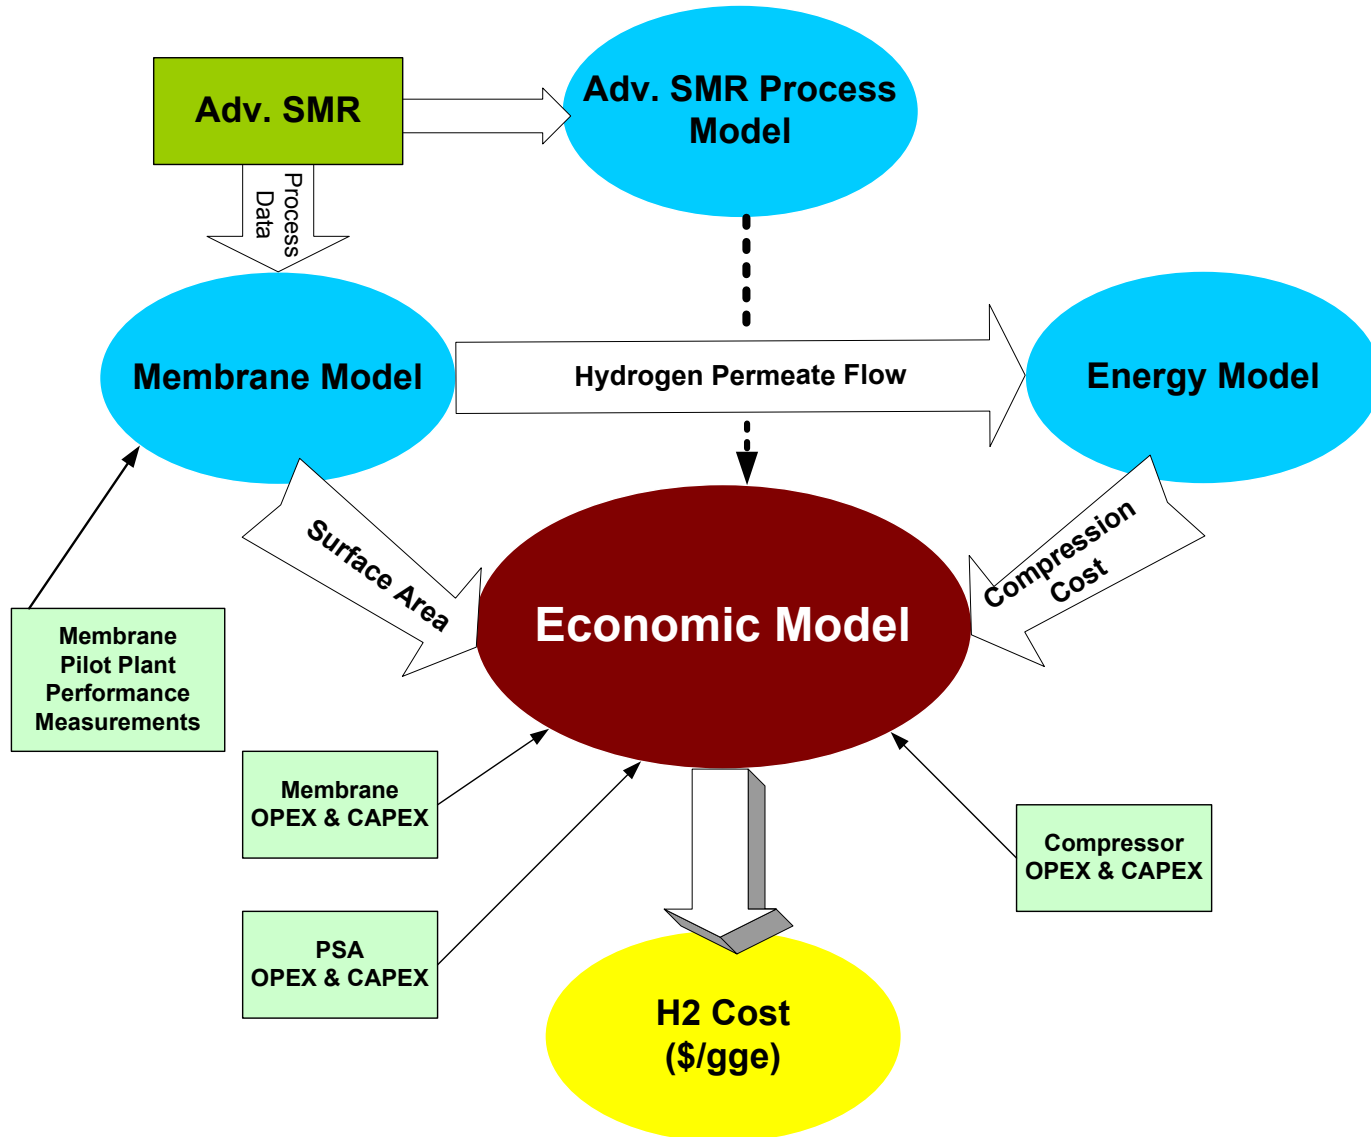 Adv. SMR
Adv. SMR Process
Model
Process
Data
Membrane Model
Hydrogen Permeate Flow
Energy Model
Surface Area
Compression
Cost
Economic Model
Membrane
Pilot Plant
Performance
Measurements
Membrane
OPEX & CAPEX
Compressor
OPEX & CAPEX
PSA
OPEX & CAPEX
H2 Cost
($/gge)